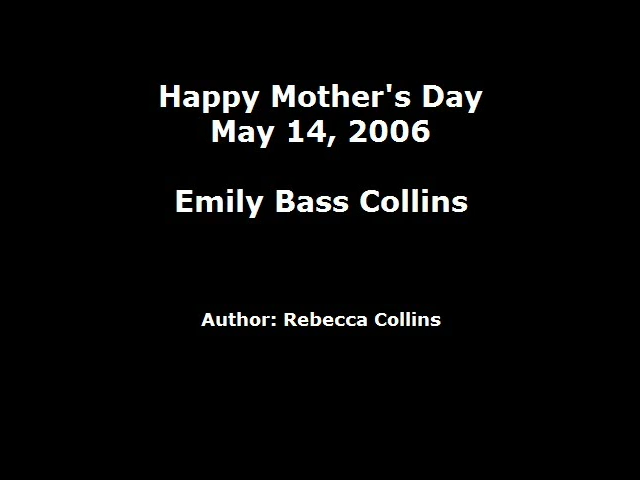 Happy Mother's Day
May 14, 2006
Emily Bass Collins
Author: Rebecca Collins